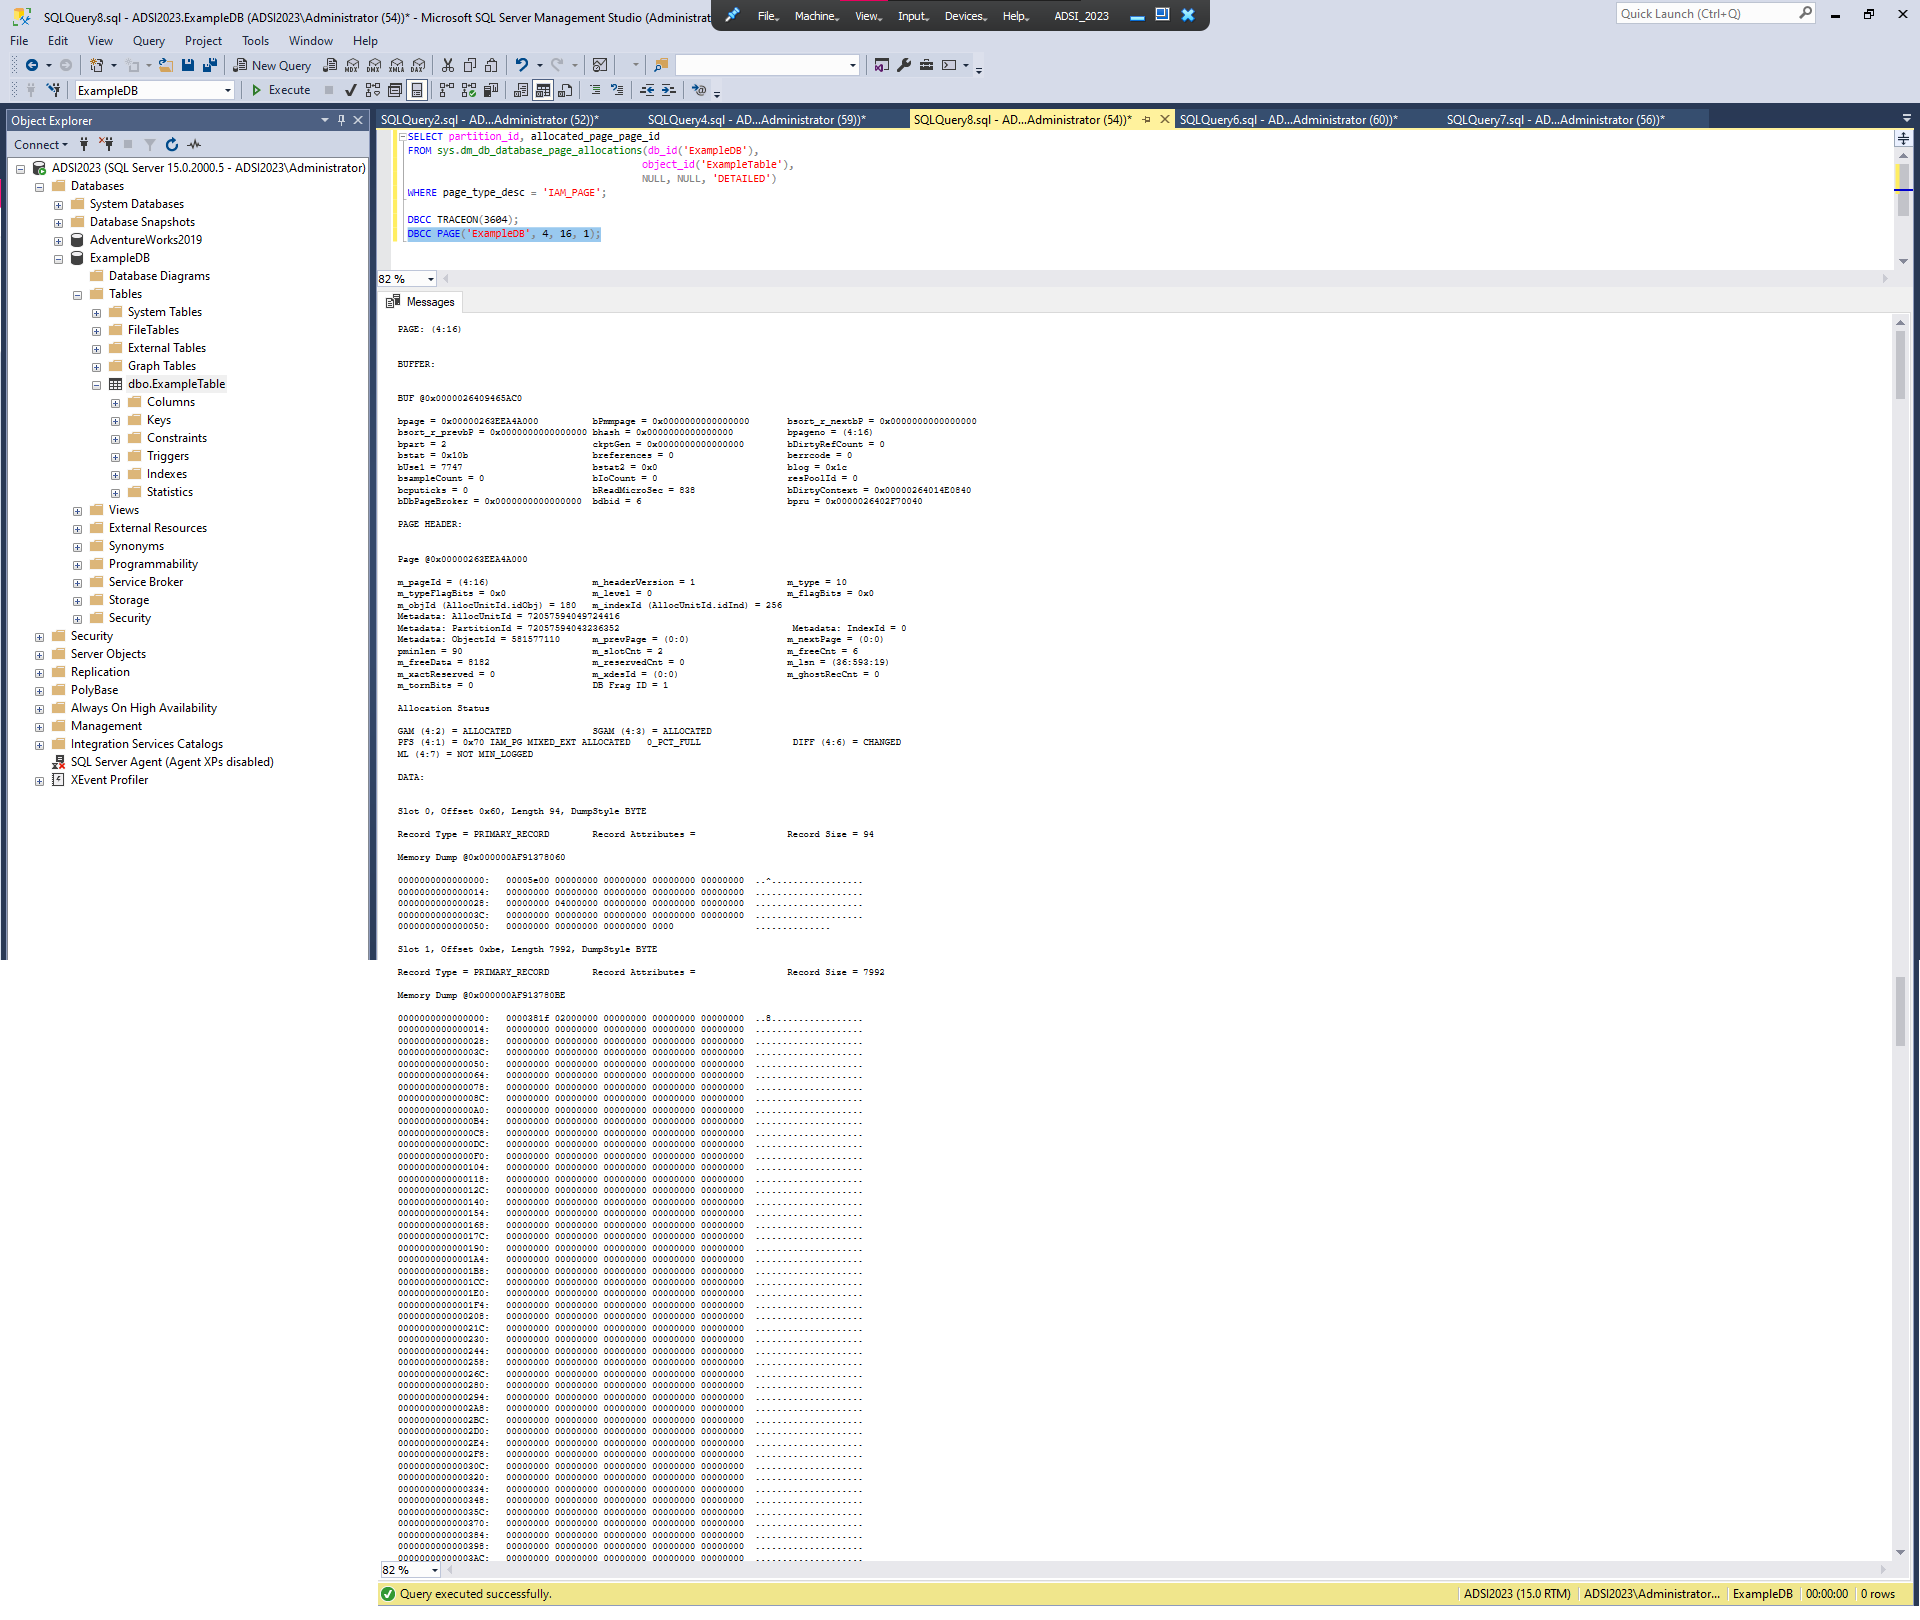 SQLQuery8.sql - ADSI2023.ExampleDB (ADSI2023\Administrator (54))* - Microsoft SQL Server Management Studio (Administrat
File Machine View Input Devices Help ADSI_2023
Quick Launch (Ctrl+Q)
File Edit View Query Project Tools Window Help
New Query
ExampleDB
Execute
Object Explorer
Connect
ADSI2023 (SQL Server 15.0.2000.5 - ADSI2023\Administrator)
Databases
System Databases
Database Snapshots
AdventureWorks2019
ExampleDB
Database Diagrams
Tables
System Tables
FileTables
External Tables
Graph Tables
dbo.ExampleTable
Columns
Keys
Constraints
Triggers
Indexes
Statistics
Views
External Resources
Synonyms
Programmability
Service Broker
Storage
Security
Security
Server Objects
Replication
PolyBase
Always On High Availability
Management
Integration Services Catalogs
SQL Server Agent (Agent XPs disabled)
XEvent Profiler
SQLQuery2.sql - AD...Administrator (52))* SQLQuery4.sql - AD...Administrator (59))* SQLQuery8.sql - AD...Administrator (54))* SQLQuery6.sql - AD...Administrator (60))* SQLQuery7.sql - AD...Administrator (56))*
SELECT partition_id, allocated_page_page_id
FROM sys.dm_db_database_page_allocations(db_id('ExampleDB'),
object_id('ExampleTable'),
NULL, NULL, 'DETAILED')
WHERE page_type_desc = 'IAM_PAGE';
DBCC TRACEON(3604);
DBCC PAGE('ExampleDB', 4, 16, 1);
82 %
Messages
PAGE: (4:16)
BUFFER:
BUF @0x0000026409465AC0
bpage = 0x00000263EEA4A000 bPmmpage = 0x0000000000000000 bsort_r_nextbP = 0x0000000000000000
bsort_r_prevbP = 0x0000000000000000 bhash = 0x0000000000000000 bpageno = (4:16)
bpart = 2 ckptGen = 0x0000000000000000 bDirtyRefCount = 0
bstat = 0x10b breferences = 0 berrcode = 0
bUse1 = 7747 bstat2 = 0x0 blog = 0x1c
bsampleCount = 0 bIoCount = 0 resPoolId = 0
bcputicks = 0 bReadMicroSec = 838 bDirtyContext = 0x00000264014E0840
bDbPageBroker = 0x0000000000000000 bdbid = 6 bpru = 0x0000026402F70040
PAGE HEADER:
Page @0x00000263EEA4A000
m_pageId = (4:16) m_headerVersion = 1 m_type = 10
m_typeFlagBits = 0x0 m_level = 0 m_flagBits = 0x0
m_objId (AllocUnitId.idObj) = 180 m_indexId (AllocUnitId.idInd) = 256
Metadata: AllocUnitId = 72057594049724416
Metadata: PartitionId = 72057594043236352 Metadata: IndexId = 0
Metadata: ObjectId = 581577110 m_prevPage = (0:0) m_nextPage = (0:0)
pminlen = 90 m_slotCnt = 2 m_freeCnt = 6
m_freeData = 8182 m_reservedCnt = 0 m_lsn = (36:593:19)
m_xactReserved = 0 m_xdesId = (0:0) m_ghostRecCnt = 0
m_tornBits = 0 DB Frag ID = 1
Allocation Status
GAM (4:2) = ALLOCATED SGAM (4:3) = ALLOCATED
PFS (4:1) = 0x70 IAM_PG MIXED_EXT ALLOCATED 0_PCT_FULL DIFF (4:6) = CHANGED
ML (4:7) = NOT MIN_LOGGED
DATA:
Slot 0, Offset 0x60, Length 94, DumpStyle BYTE
Record Type = PRIMARY_RECORD Record Attributes = Record Size = 94
Memory Dump @0x000000AF91378060
0000000000000000: 00005e00 00000000 00000000 00000000 00000000 ..^.................
0000000000000014: 00000000 00000000 00000000 00000000 00000000 ....................
0000000000000028: 00000000 04000000 00000000 00000000 00000000 ....................
000000000000003C: 00000000 00000000 00000000 00000000 00000000 ....................
0000000000000050: 00000000 00000000 00000000 0000 ..............
Slot 1, Offset 0xbe, Length 7992, DumpStyle BYTE
Record Type = PRIMARY_RECORD Record Attributes = Record Size = 7992
Memory Dump @0x000000AF913780BE
0000000000000000: 0000381f 02000000 00000000 00000000 00000000 ..8.................
0000000000000014: 00000000 00000000 00000000 00000000 00000000 ....................
0000000000000028: 00000000 00000000 00000000 00000000 00000000 ....................
000000000000003C: 00000000 00000000 00000000 00000000 00000000 ....................
0000000000000050: 00000000 00000000 00000000 00000000 00000000 ....................
0000000000000064: 00000000 00000000 00000000 00000000 00000000 ....................
0000000000000078: 00000000 00000000 00000000 00000000 00000000 ....................
000000000000008C: 00000000 00000000 00000000 00000000 00000000 ....................
00000000000000A0: 00000000 00000000 00000000 00000000 00000000 ....................
00000000000000B4: 00000000 00000000 00000000 00000000 00000000 ....................
00000000000000C8: 00000000 00000000 00000000 00000000 00000000 ....................
00000000000000DC: 00000000 00000000 00000000 00000000 00000000 ....................
00000000000000F0: 00000000 00000000 00000000 00000000 00000000 ....................
0000000000000104: 00000000 00000000 00000000 00000000 00000000 ....................
0000000000000118: 00000000 00000000 00000000 00000000 00000000 ....................
000000000000012C: 00000000 00000000 00000000 00000000 00000000 ....................
0000000000000140: 00000000 00000000 00000000 00000000 00000000 ....................
0000000000000154: 00000000 00000000 00000000 00000000 00000000 ....................
0000000000000168: 00000000 00000000 00000000 00000000 00000000 ....................
000000000000017C: 00000000 00000000 00000000 00000000 00000000 ....................
0000000000000190: 00000000 00000000 00000000 00000000 00000000 ....................
00000000000001A4: 00000000 00000000 00000000 00000000 00000000 ....................
00000000000001B8: 00000000 00000000 00000000 00000000 00000000 ....................
00000000000001CC: 00000000 00000000 00000000 00000000 00000000 ....................
00000000000001E0: 00000000 00000000 00000000 00000000 00000000 ....................
00000000000001F4: 00000000 00000000 00000000 00000000 00000000 ....................
0000000000000208: 00000000 00000000 00000000 00000000 00000000 ....................
000000000000021C: 00000000 00000000 00000000 00000000 00000000 ....................
0000000000000230: 00000000 00000000 00000000 00000000 00000000 ....................
0000000000000244: 00000000 00000000 00000000 00000000 00000000 ....................
0000000000000258: 00000000 00000000 00000000 00000000 00000000 ....................
000000000000026C: 00000000 00000000 00000000 00000000 00000000 ....................
0000000000000280: 00000000 00000000 00000000 00000000 00000000 ....................
0000000000000294: 00000000 00000000 00000000 00000000 00000000 ....................
00000000000002A8: 00000000 00000000 00000000 00000000 00000000 ....................
00000000000002BC: 00000000 00000000 00000000 00000000 00000000 ....................
00000000000002D0: 00000000 00000000 00000000 00000000 00000000 ....................
00000000000002E4: 00000000 00000000 00000000 00000000 00000000 ....................
00000000000002F8: 00000000 00000000 00000000 00000000 00000000 ....................
000000000000030C: 00000000 00000000 00000000 00000000 00000000 ....................
0000000000000320: 00000000 00000000 00000000 00000000 00000000 ....................
0000000000000334: 00000000 00000000 00000000 00000000 00000000 ....................
0000000000000348: 00000000 00000000 00000000 00000000 00000000 ....................
000000000000035C: 00000000 00000000 00000000 00000000 00000000 ....................
0000000000000370: 00000000 00000000 00000000 00000000 00000000 ....................
0000000000000384: 00000000 00000000 00000000 00000000 00000000 ....................
0000000000000398: 00000000 00000000 00000000 00000000 00000000 ....................
00000000000003AC: 00000000 00000000 00000000 00000000 00000000 ....................
82 %
Query executed successfully. ADSI2023 (15.0 RTM) ADSI2023\Administrator... ExampleDB 00:00:00 0 rows